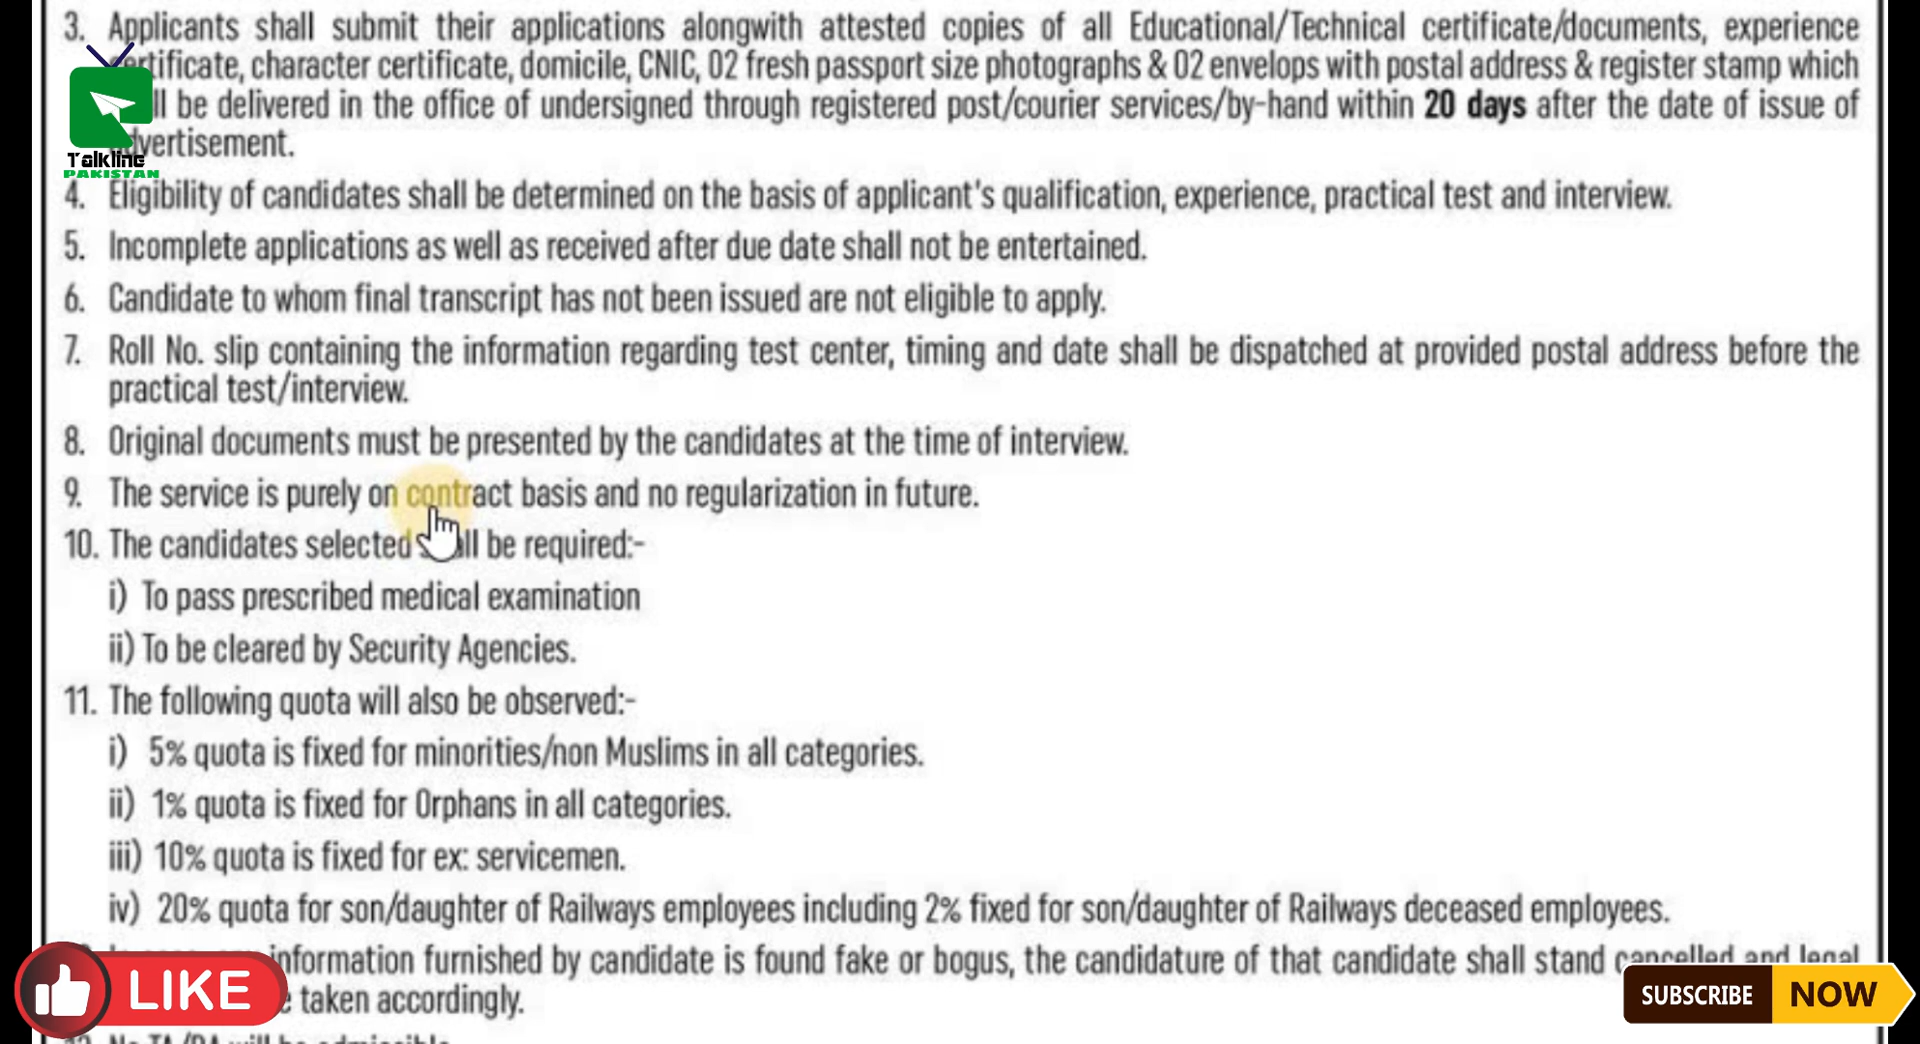 3. Applicants shall submit their applications alongwith attested copies of all Educational/Technical certificate/documents, experience
certificate, character certificate, domicile, CNIC, 02 fresh passport size photographs & 02 envelops with postal address & register stamp which
be delivered in the office of undersigned through registered post/courier services/by-hand within 20 days after the date of issue of
advertisement.
Talkline
PAKISTAN
4. Eligibility of candidates shall be determined on the basis of applicant's qualification, experience, practical test and interview.
5. Incomplete applications as well as received after due date shall not be entertained.
6. Candidate to whom final transcript has not been issued are not eligible to apply.
7. Roll No. slip containing the information regarding test center, timing and date shall be dispatched at provided postal address before the
practical test/interview.
8. Original documents must be presented by the candidates at the time of interview.
9. The service is purely on contract basis and no regularization in future.
10. The candidates selected shall be required:-
i) To pass prescribed medical examination
ii) To be cleared by Security Agencies.
11. The following quota will also be observed:-
i) 5% quota is fixed for minorities/non Muslims in all categories.
ii) 1% quota is fixed for Orphans in all categories.
iii) 10% quota is fixed for ex: servicemen.
iv) 20% quota for son/daughter of Railways employees including 2% fixed for son/daughter of Railways deceased employees.
information furnished by candidate is found fake or bogus, the candidature of that candidate shall stand cancelled and legal
taken accordingly.
LIKE
SUBSCRIBE NOW
No TA/DA will be admissible